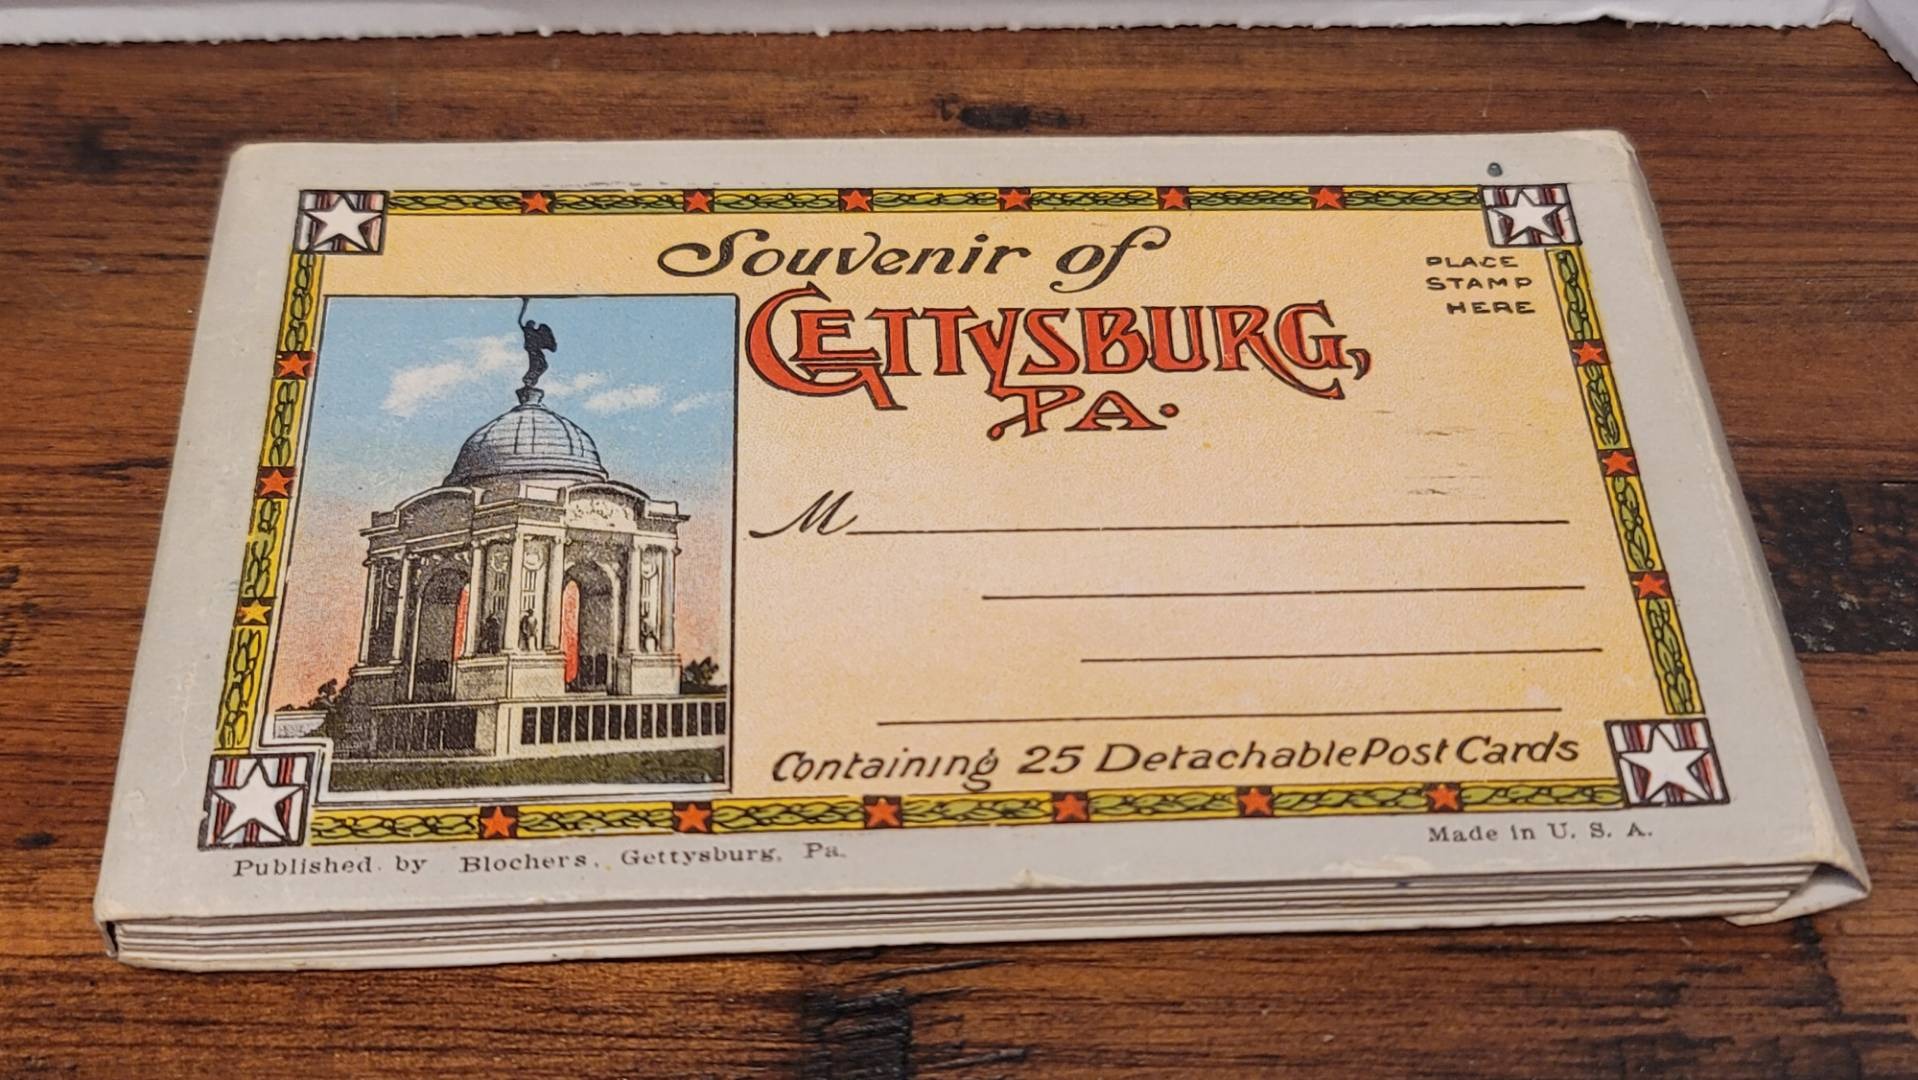 Souvenir of
GETTYSBURG,
PA.
PLACE
STAMP
HERE
M
Containing 25 Detachable Post Cards
Published. by Blochers, Gettysburg, Pa.
Made in U. S. A.